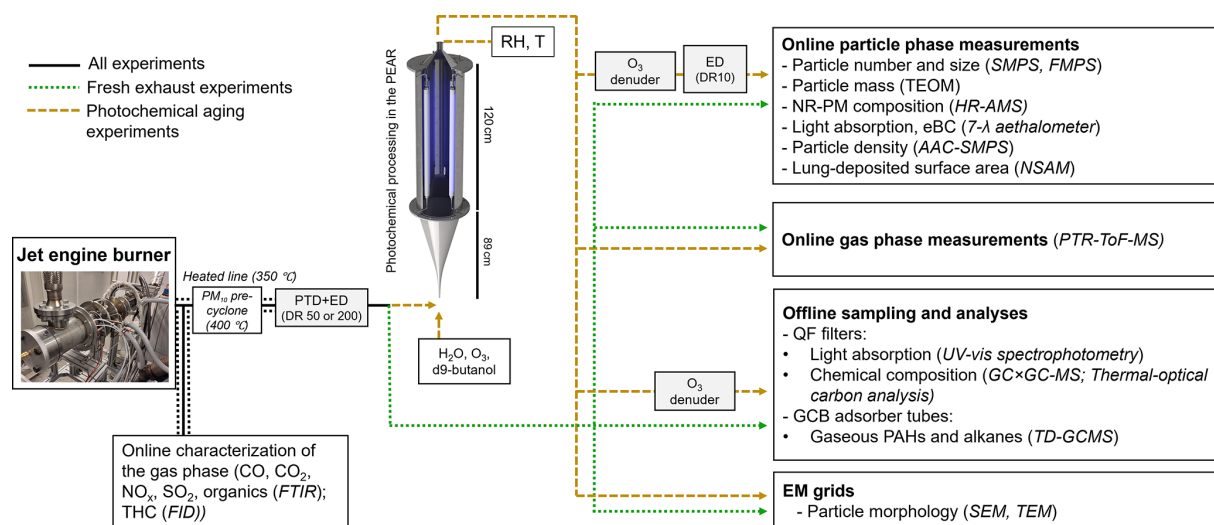 All experiments
Fresh exhaust experiments
Photochemical aging
experiments
Jet engine burner
Heated line (350 ℃)
PM10 pre-
cyclone
(400 ℃)
PTD+ED
(DR 50 or 200)
Online characterization of
the gas phase (CO, CO2,
NOx, SO2, organics (FTIR);
THC (FID))
Photochemical processing in the PEAR
120 cm
89 cm
RH, T
H2O, O3,
d9-butanol
O3
denuder
ED
(DR10)
O3
denuder
Online particle phase measurements
- Particle number and size (SMPS, FMPS)
- Particle mass (TEOM)
- NR-PM composition (HR-AMS)
- Light absorption, eBC (7-λ aethalometer)
- Particle density (AAC-SMPS)
- Lung-deposited surface area (NSAM)
Online gas phase measurements (PTR-ToF-MS)
Offline sampling and analyses
- QF filters:
• Light absorption (UV-vis spectrophotometry)
• Chemical composition (GC×GC-MS; Thermal-optical
carbon analysis)
- GCB adsorber tubes:
• Gaseous PAHs and alkanes (TD-GCMS)
EM grids
- Particle morphology (SEM, TEM)